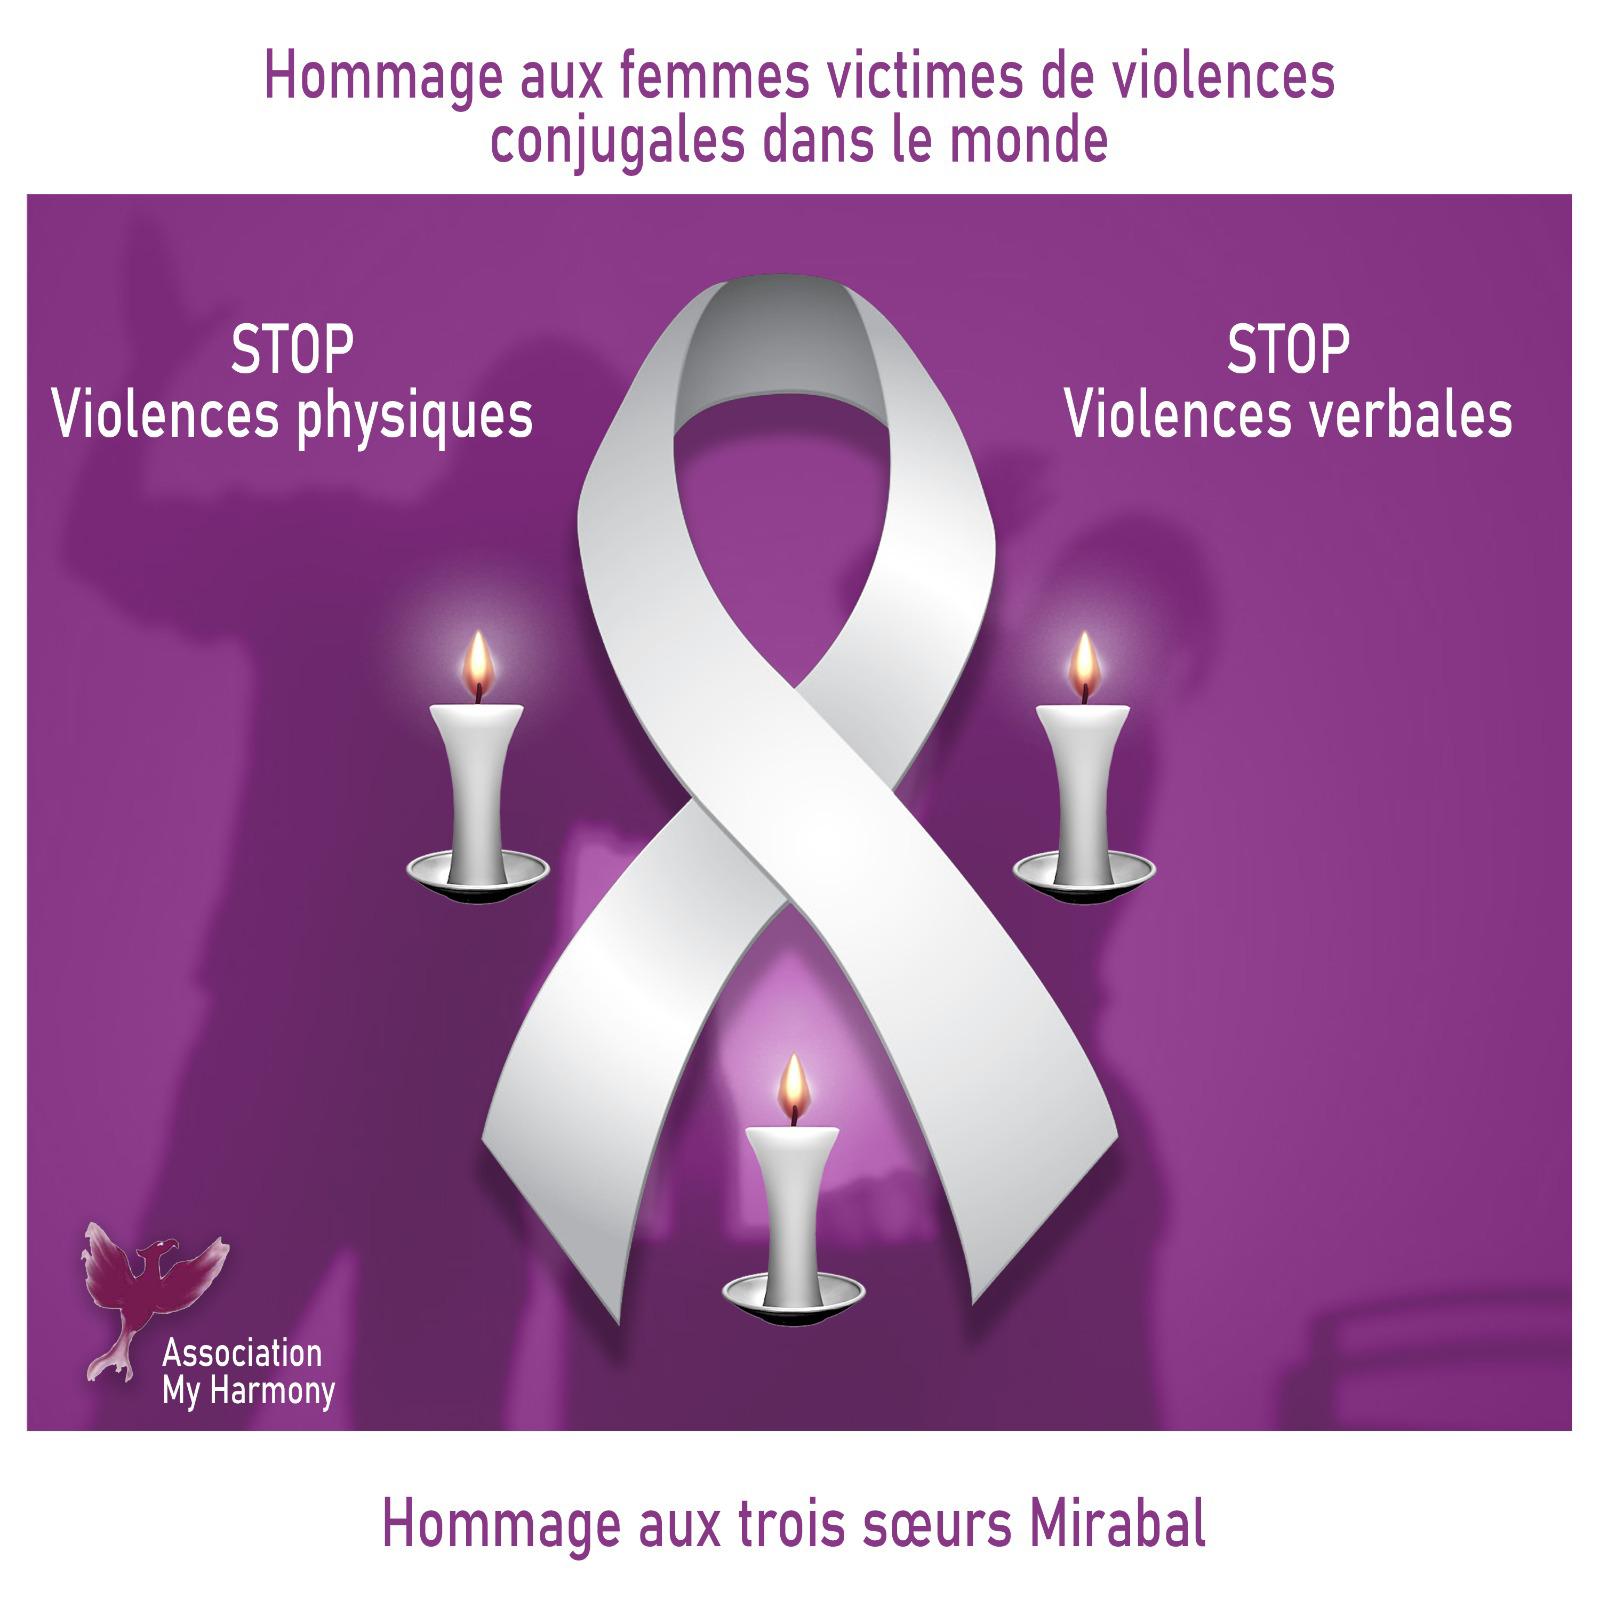 Hommage aux femmes victimes de violences
conjugales dans le monde
STOP
Violences physiques
STOP
Violences verbales
Association
My Harmony
Hommage aux trois sœurs Mirabal